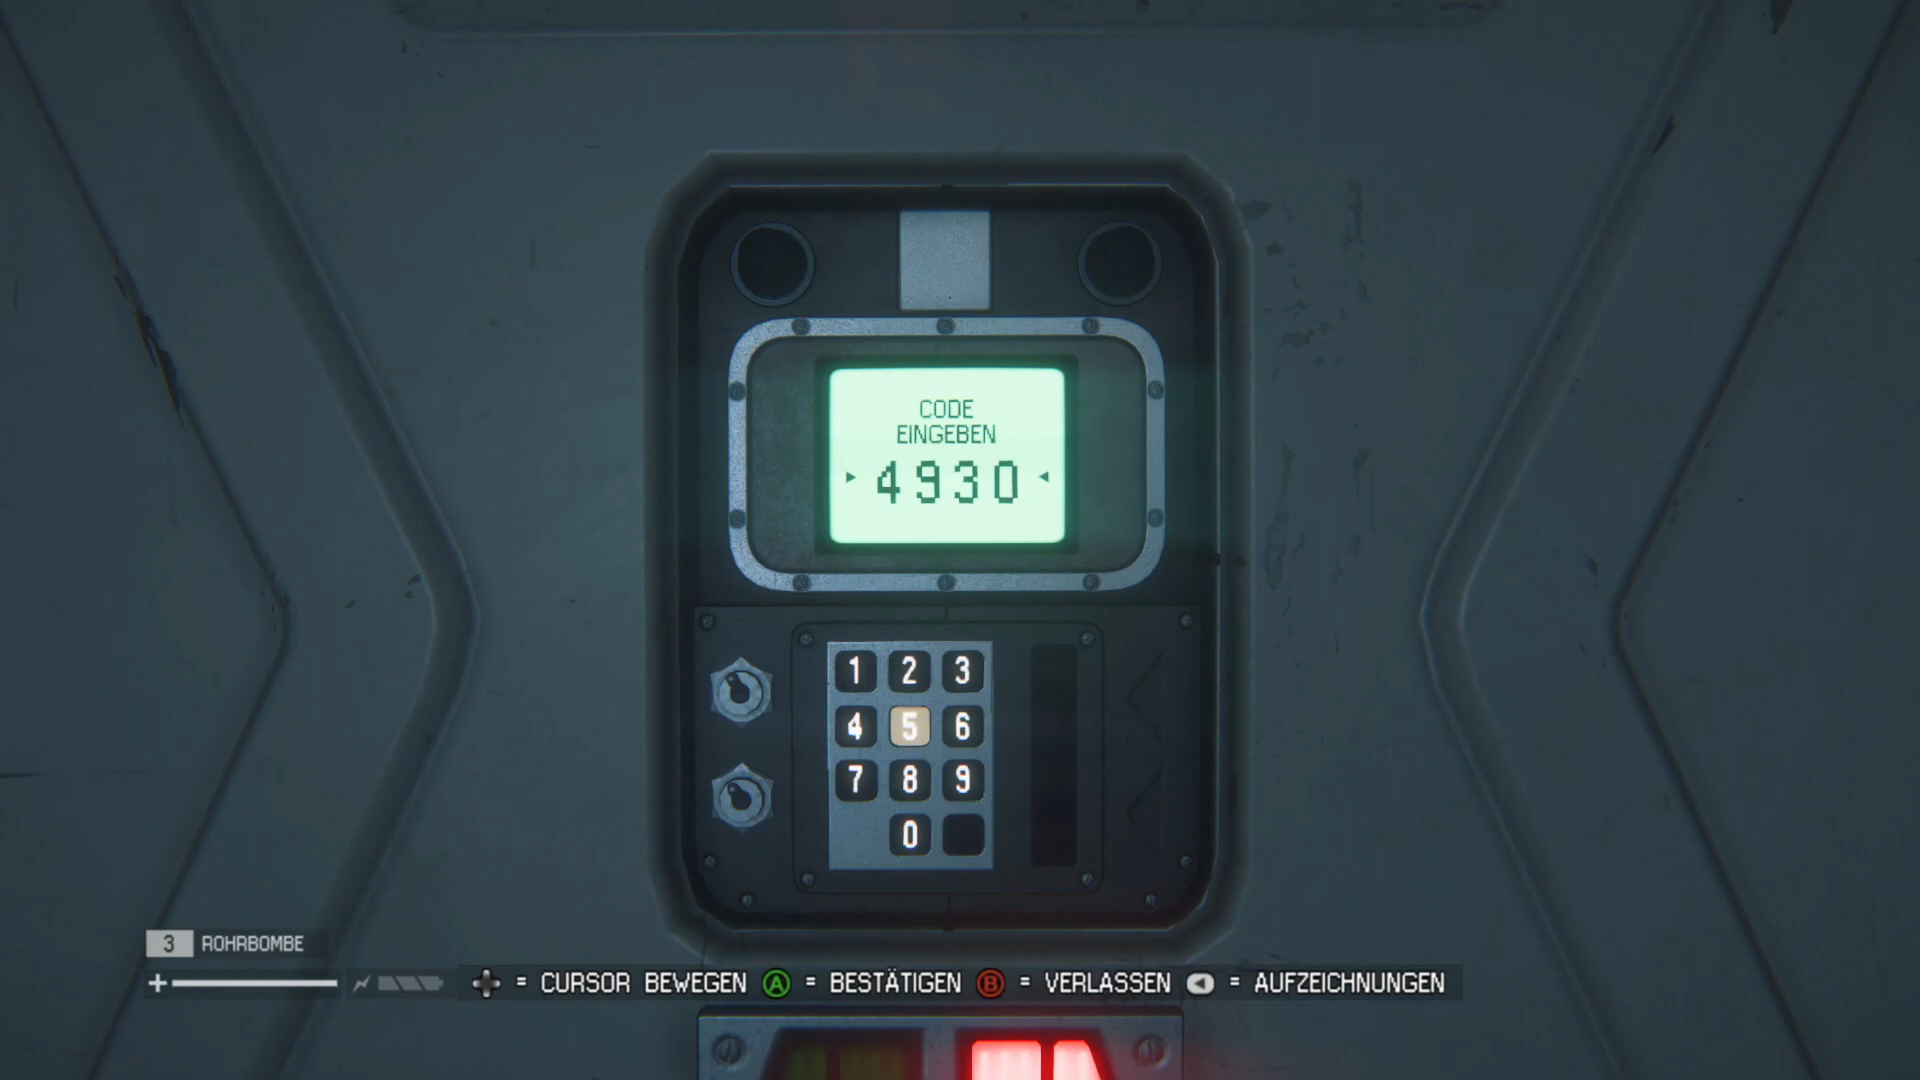 CODE
EINGEBEN
4930
1 2 3
4 5 6
7 8 9
0
3 ROHRBOMBE
= CURSOR BEWEGEN A = BESTÄTIGEN B = VERLASSEN = AUFZEICHNUNGEN